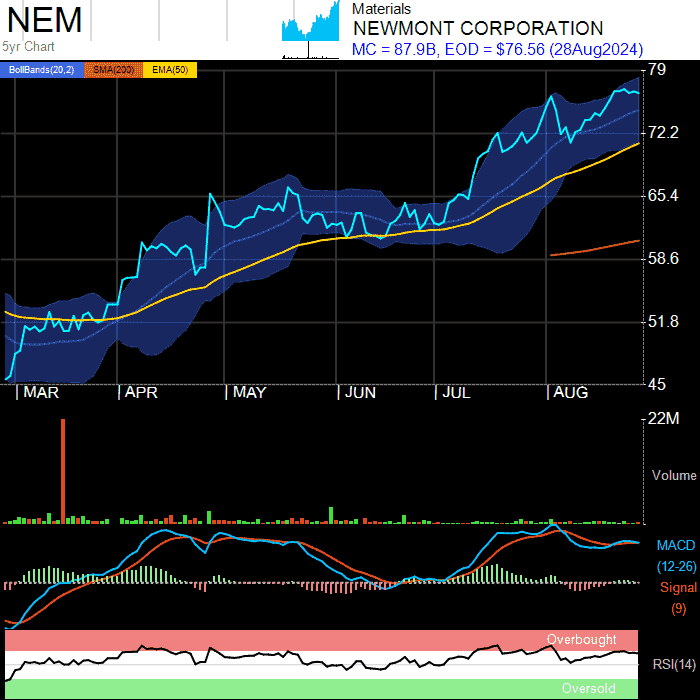 NEM
5yr Chart
Materials
NEWMONT CORPORATION
MC = 87.9B, EOD = $76.56 (28Aug2024)
BollBands(20,2) SMA(200) EMA(50)
79
72.2
65.4
58.6
51.8
45
MAR APR MAY JUN JUL AUG
22M
Volume
MACD
(12-26)
Signal
(9)
Overbought
RSI(14)
Oversold